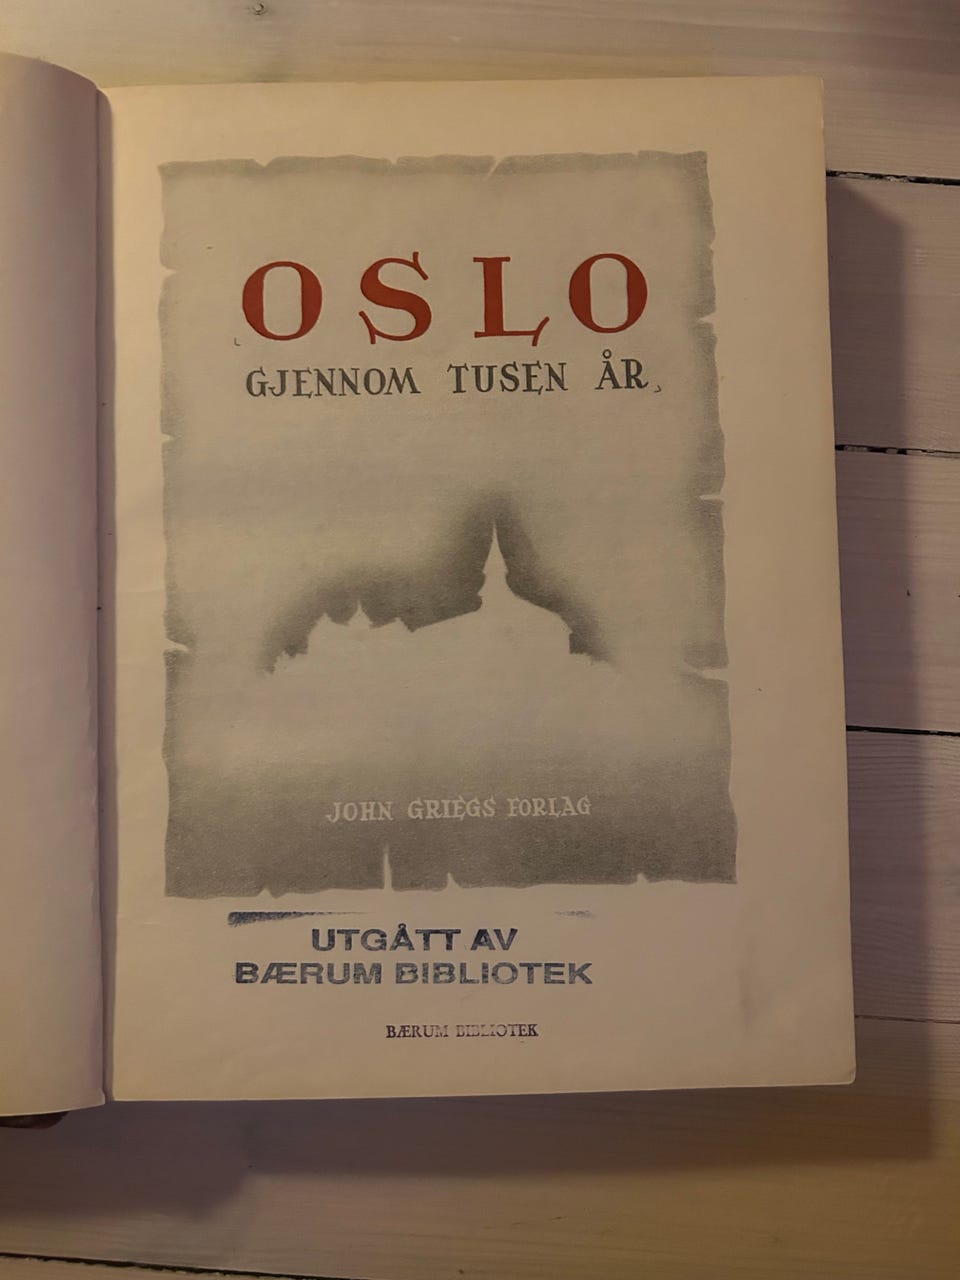 OSLO
GJENNOM TUSEN ÅR
JOHN GRIEGS FORLAG
UTGÅTT AV
BÆRUM BIBLIOTEK
BÆRUM BIBLIOTEK